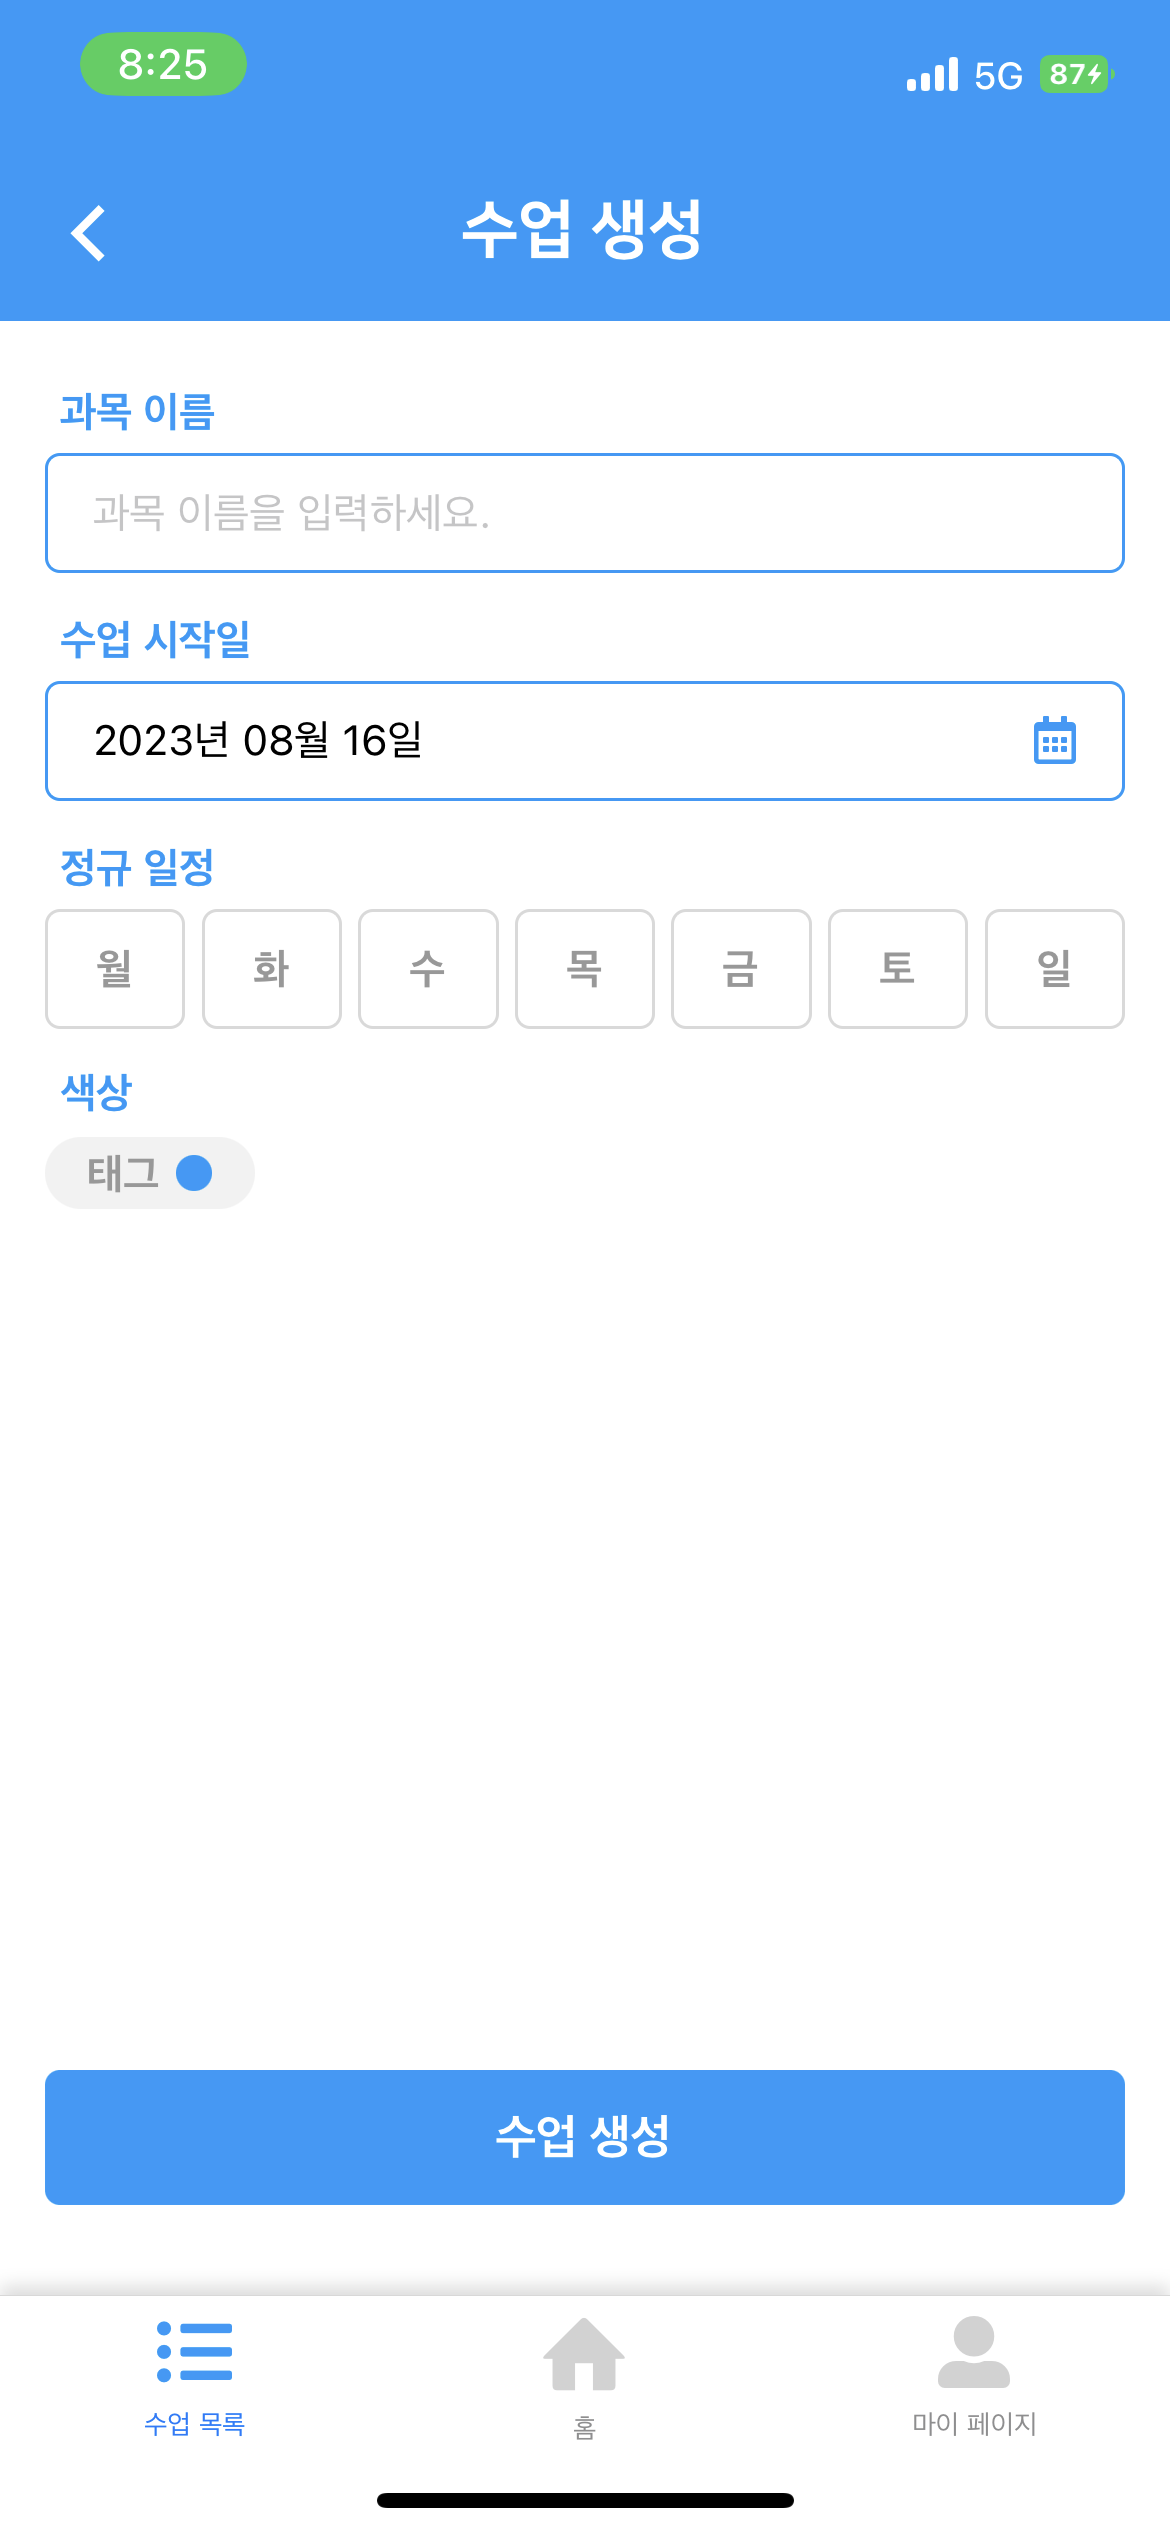 8:25
5G 87
수업 생성
과목 이름
과목 이름을 입력하세요.
수업 시작일
2023년 08월 16일
정규 일정
월 화 수 목 금 토 일
색상
태그
수업 생성
수업 목록 홈 마이 페이지